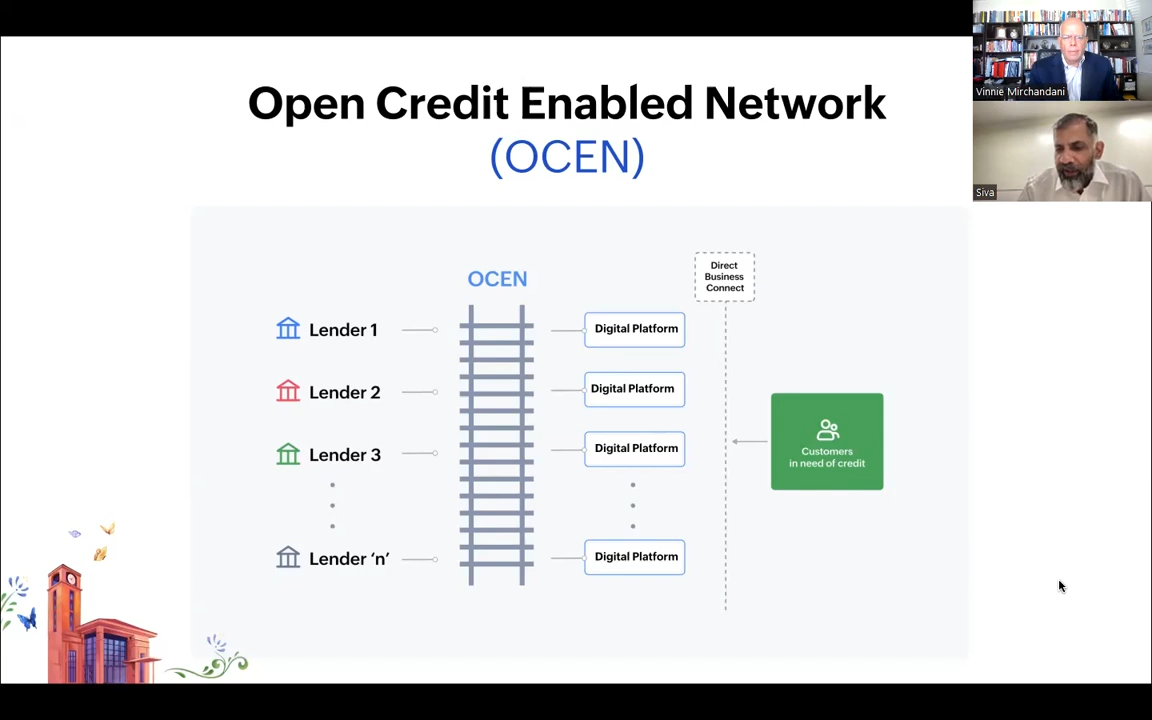 Open Credit Enabled Network
(OCEN)
Vinnie Mirchandani
Siva
OCEN
Direct
Business
Connect
Lender 1
Digital Platform
Lender 2
Digital Platform
Lender 3
Digital Platform
Customers
in need of credit
Lender ‘n’
Digital Platform